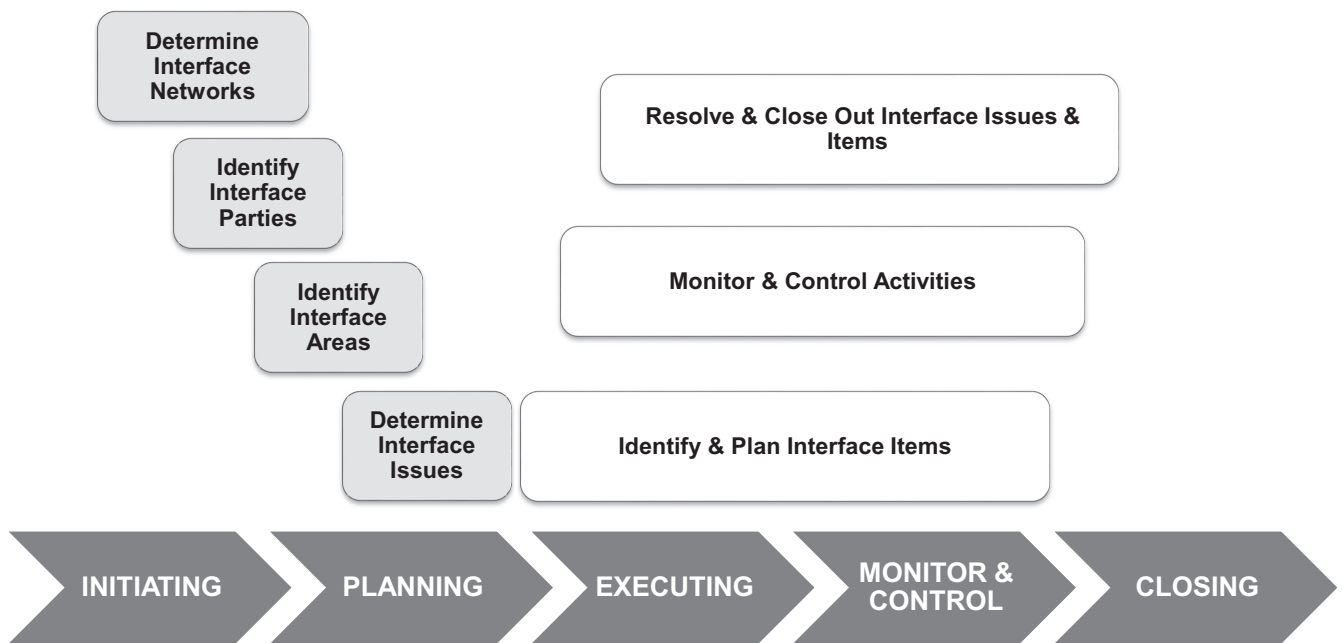 Determine
Interface
Networks
Resolve & Close Out Interface Issues &
Items
Identify
Interface
Parties
Monitor & Control Activities
Identify
Interface
Areas
Determine
Interface
Issues
Identify & Plan Interface Items
INITIATING
PLANNING
EXECUTING
MONITOR &
CONTROL
CLOSING